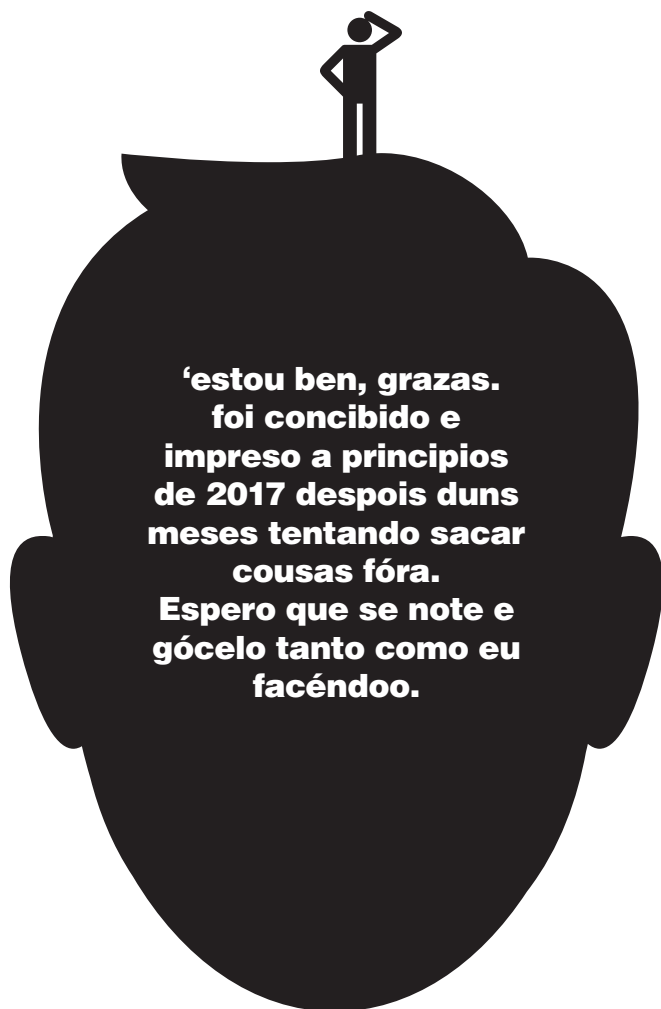 ‘estou ben, grazas.
foi concibido e
impreso a principios
de 2017 despois duns
meses tentando sacar
cousas fóra.
Espero que se note e
gócelo tanto como eu
facéndoo.